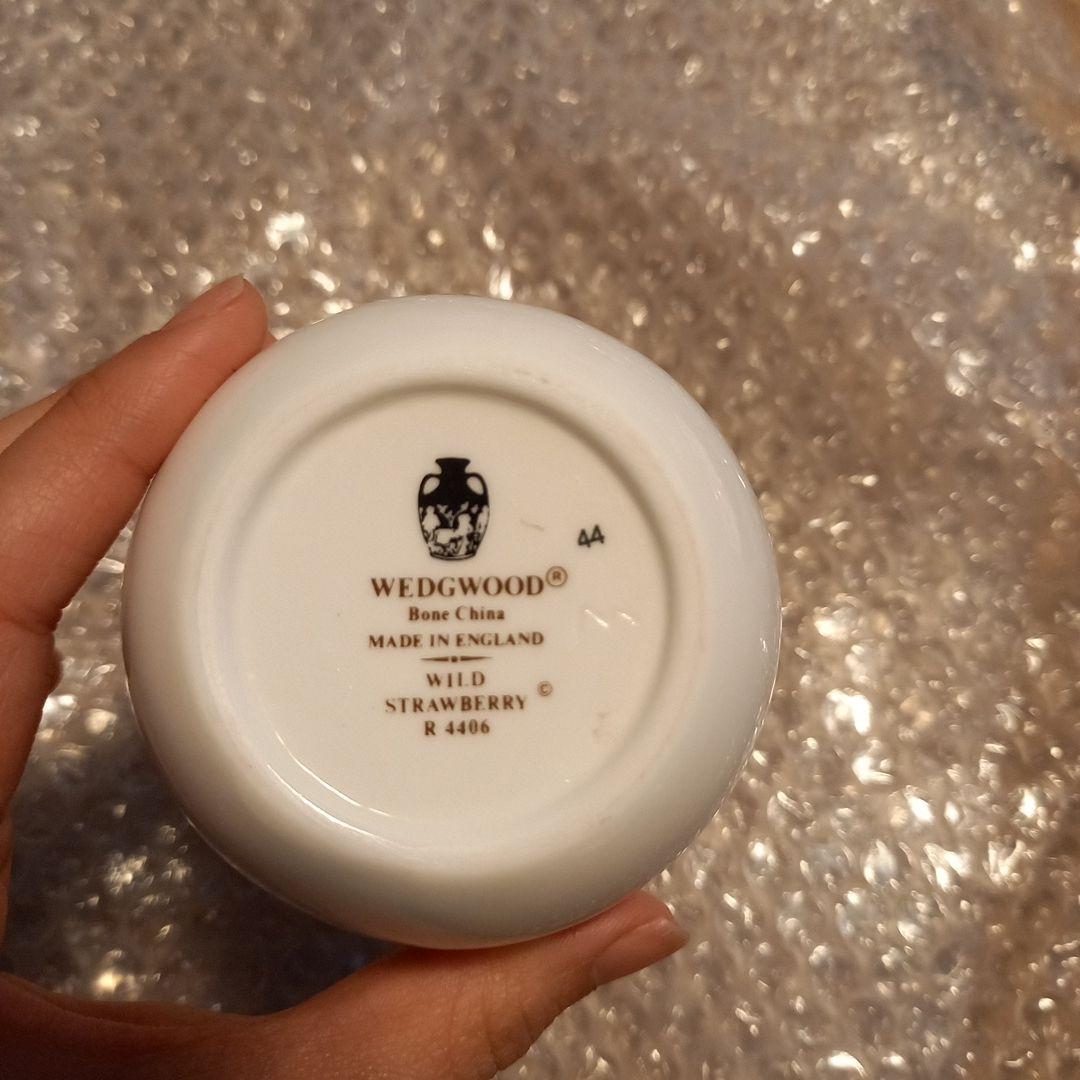 44
WEDGWOOD®
Bone China
MADE IN ENGLAND
WILD
STRAWBERRY ©
R 4406